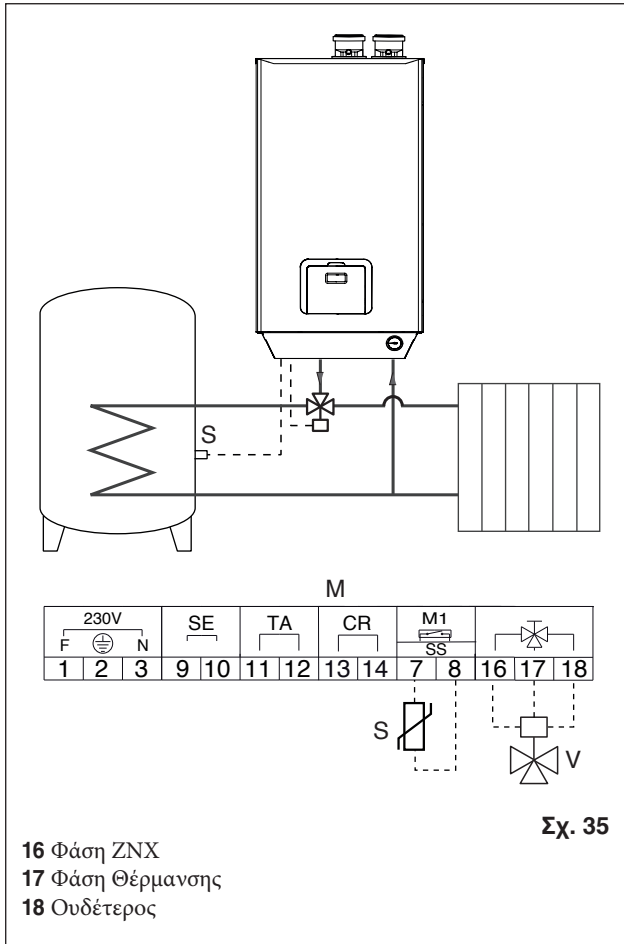 S
M
230V SE TA CR M1
F N SS
1 2 3 9 10 11 12 13 14 7 8 16 17 18
S V
Σχ. 35
16 Φάση ΖΝΧ
17 Φάση Θέρμανσης
18 Ουδέτερος